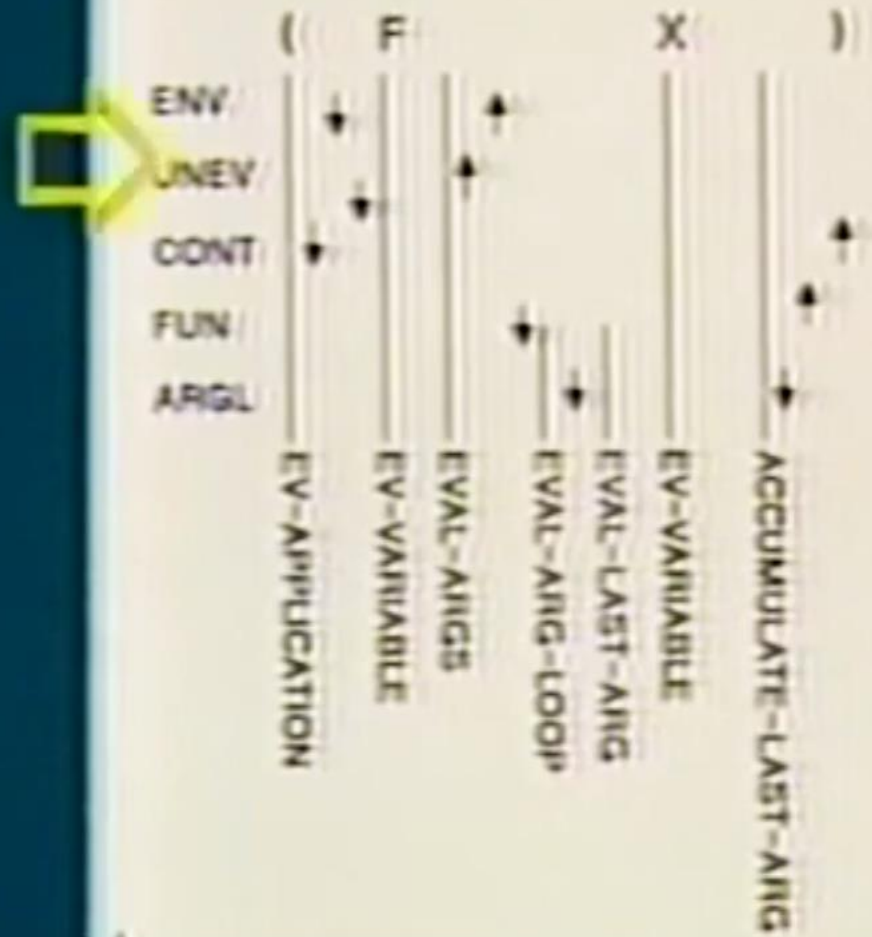 ( F X )
ENV
UNEV
CONT
FUN
ARGL
EV-APPLICATION
EV-VARIABLE
EVAL-ARGS
EVAL-ARG-LOOP
EVAL-LAST-ARG
EV-VARIABLE
ACCUMULATE-LAST-ARG